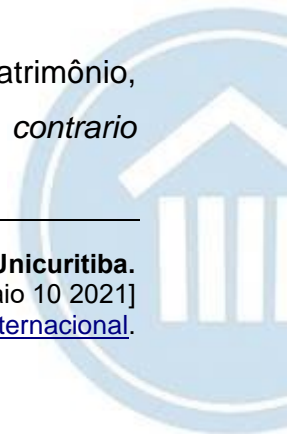 atrimônio,
contrario
Unicuritiba.
aio 10 2021]
ternacional.